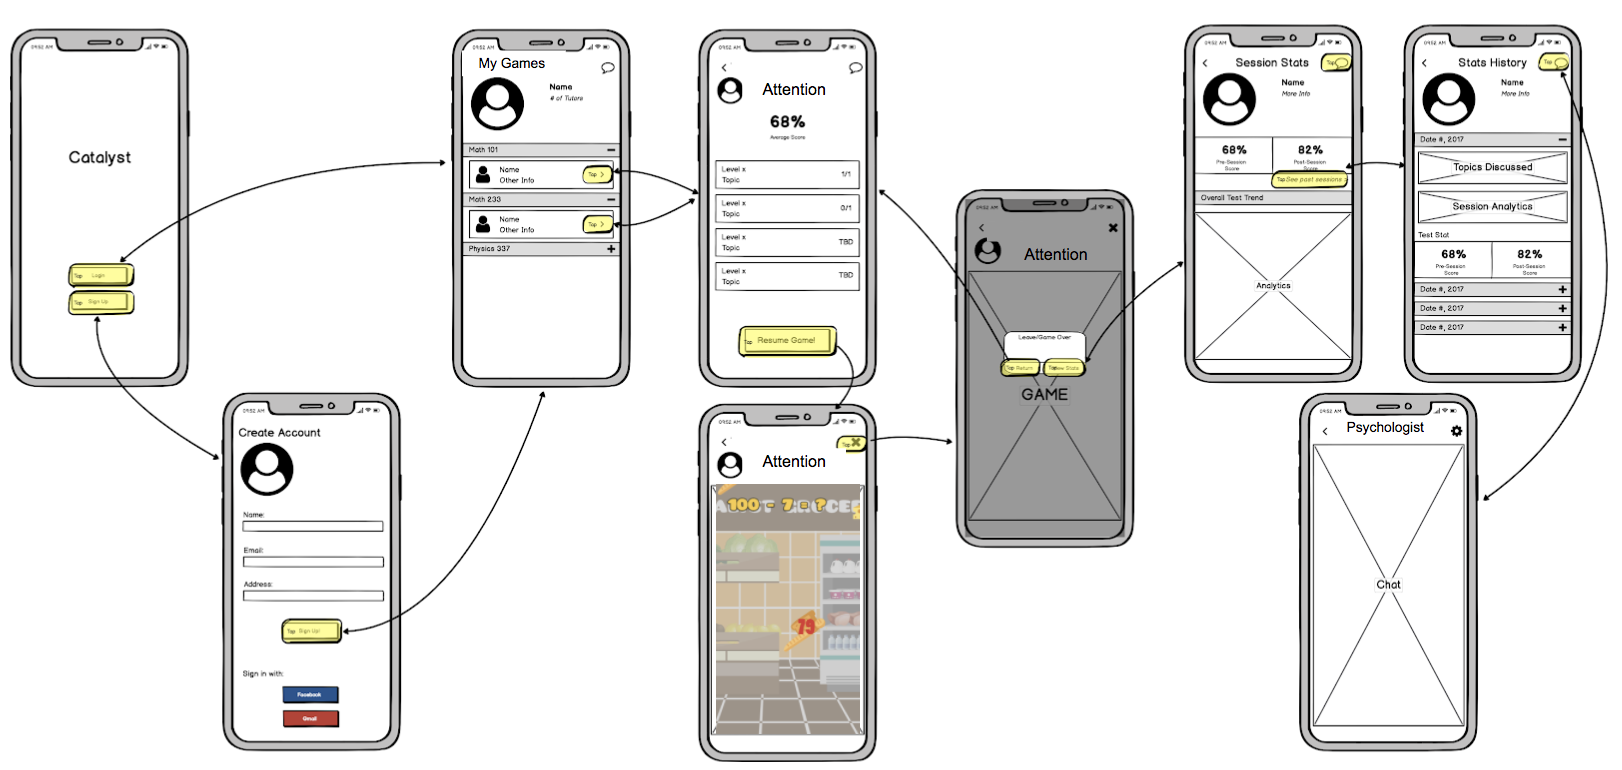 09:52 AM
Catalyst
Tap Login
Tap Sign Up
09:52 AM
Create Account
Name:
Email:
Address:
Tap Sign Up!
Sign in with:
Facebook
Gmail
09:52 AM
My Games
Name
# of Tutors
Math 101
Name
Other Info
Tap
Math 233
Name
Other Info
Tap
Physics 337
09:52 AM
Attention
68%
Average Score
Level x
Topic
1/1
Level x
Topic
0/1
Level x
Topic
TBD
Level x
Topic
TBD
Tap Resume Game!
09:52 AM
Tap
Attention
100 - 7 = ?
79
09:52 AM
Attention
Leave/Game Over
Tap Return
Tap Stats
GAME
09:52 AM
Session Stats
Tap
Name
More Info
68%
Pre-Session
Score
82%
Post-Session
Score
Tap See post sessions
Overall Test Trend
Analytics
09:52 AM
Stats History
Tap
Name
More Info
Date #, 2017
Topics Discussed
Session Analytics
Test Stat
68%
Pre-Session
Score
82%
Post-Session
Score
Date #, 2017
Date #, 2017
Date #, 2017
09:52 AM
Psychologist
Chat